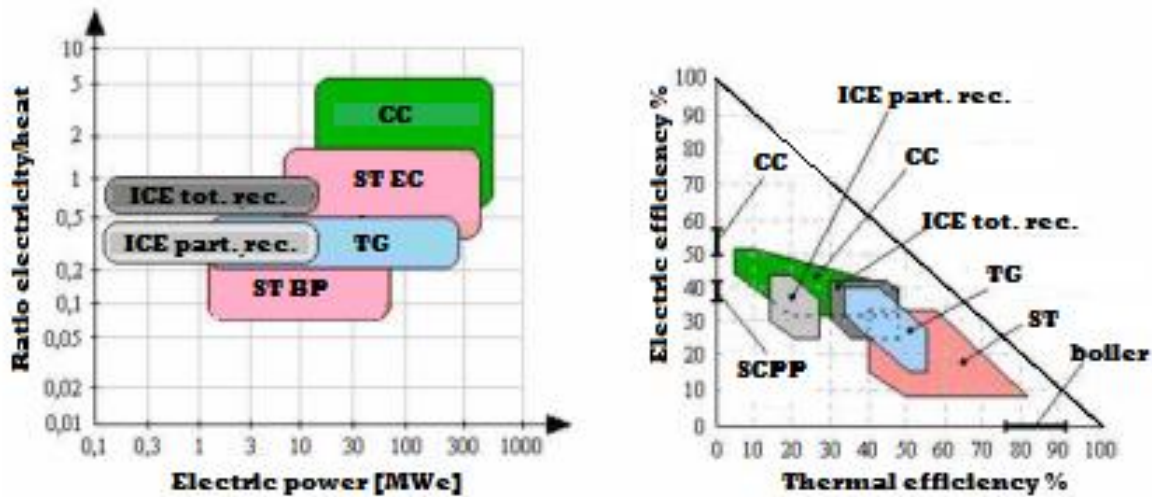 Ratio electricity/heat
10
5
2
1
0,5
0,2
0,1
0,05
0,02
0,01
CC
ST EC
ICE tot. rec.
ICE part. rec.
TG
ST BP
0,1 0,3 1 3 10 30 100 300 1000
Electric power [MWe]
Electric efficiency %
100
90
80
70
60
50
40
30
20
10
0
ICE part. rec.
CC
CC
ICE tot. rec.
TG
ST
SCPP
boiler
0 10 20 30 40 50 60 70 80 90 100
Thermal efficiency %